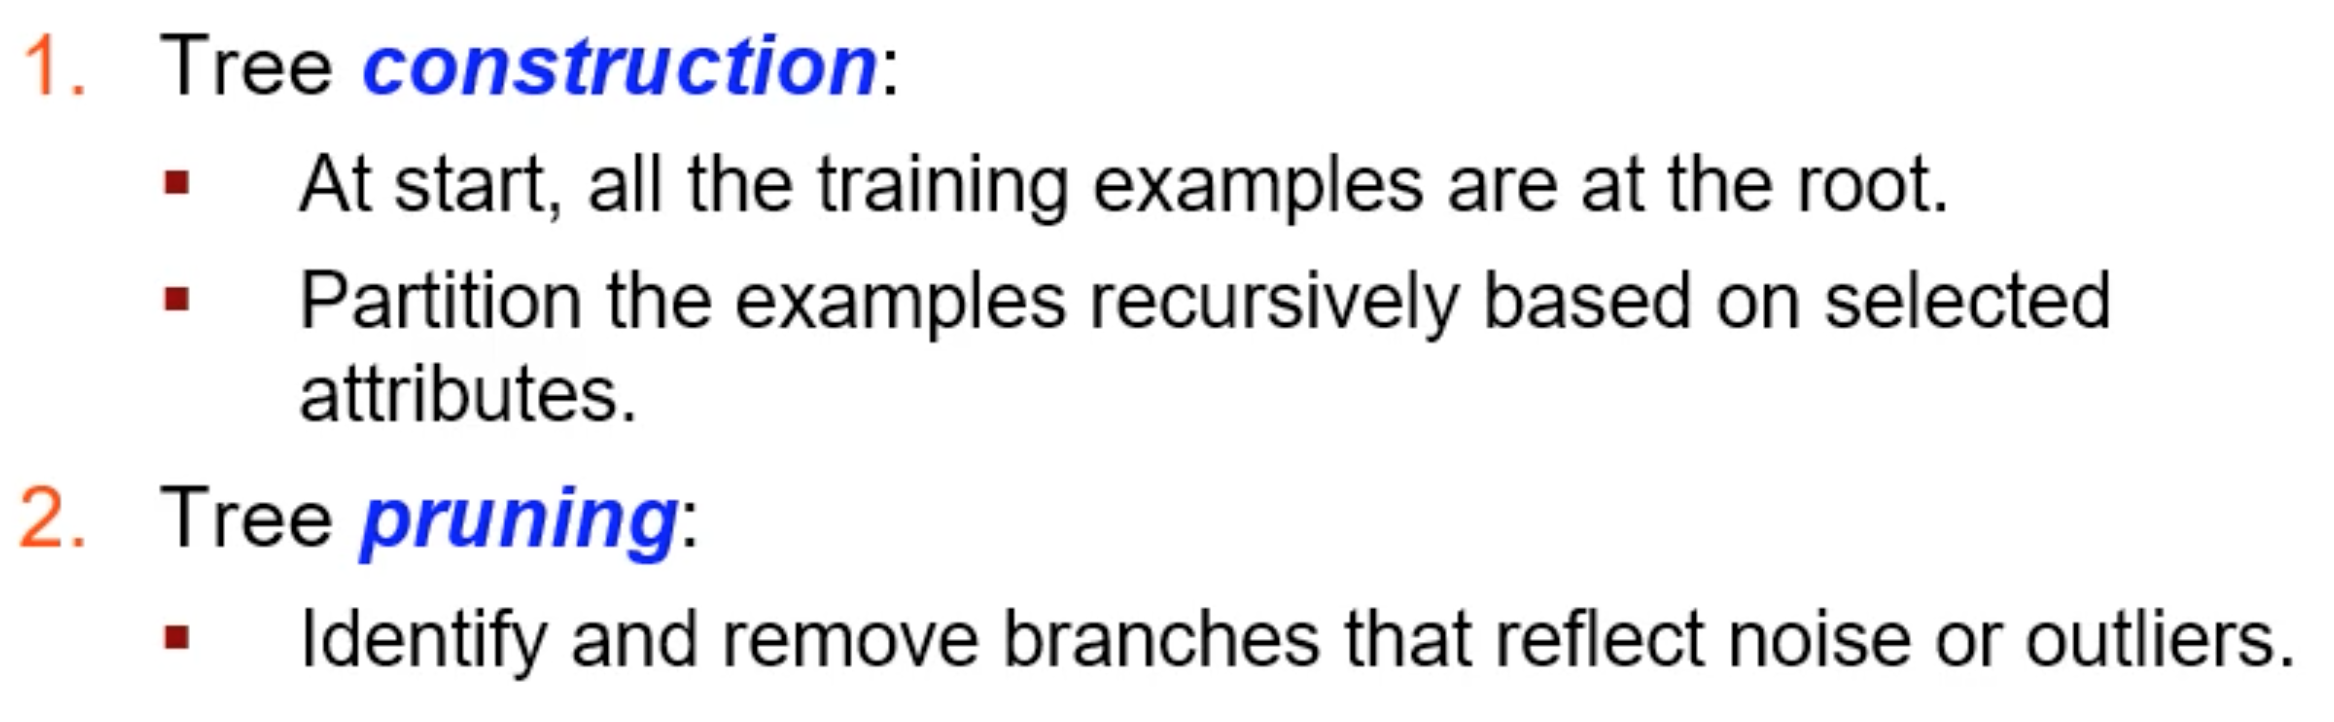 1. Tree construction:
▪ At start, all the training examples are at the root.
▪ Partition the examples recursively based on selected
attributes.
2. Tree pruning:
▪ Identify and remove branches that reflect noise or outliers.